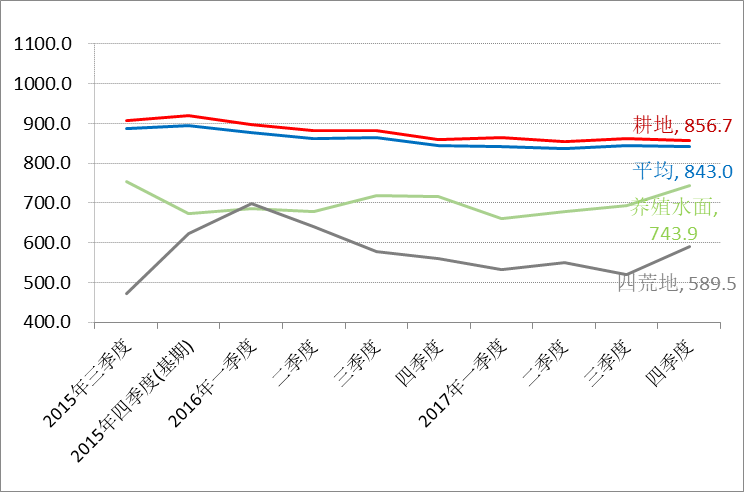 1100.0
1000.0
900.0
800.0
700.0
600.0
500.0
400.0
耕地, 856.7
平均, 843.0
养殖水面,
743.9
四荒地, 589.5
2015年三季度
2015年四季度(基期)
2016年一季度
二季度
三季度
四季度
2017年一季度
二季度
三季度
四季度